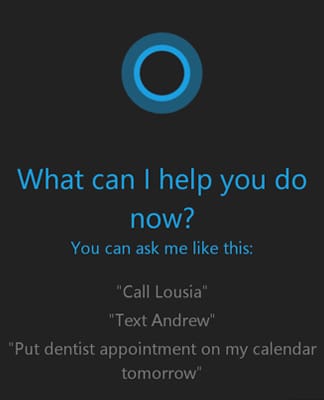 What can I help you do
now?
You can ask me like this:
"Call Lousia"
"Text Andrew"
"Put dentist appointment on my calendar
tomorrow"